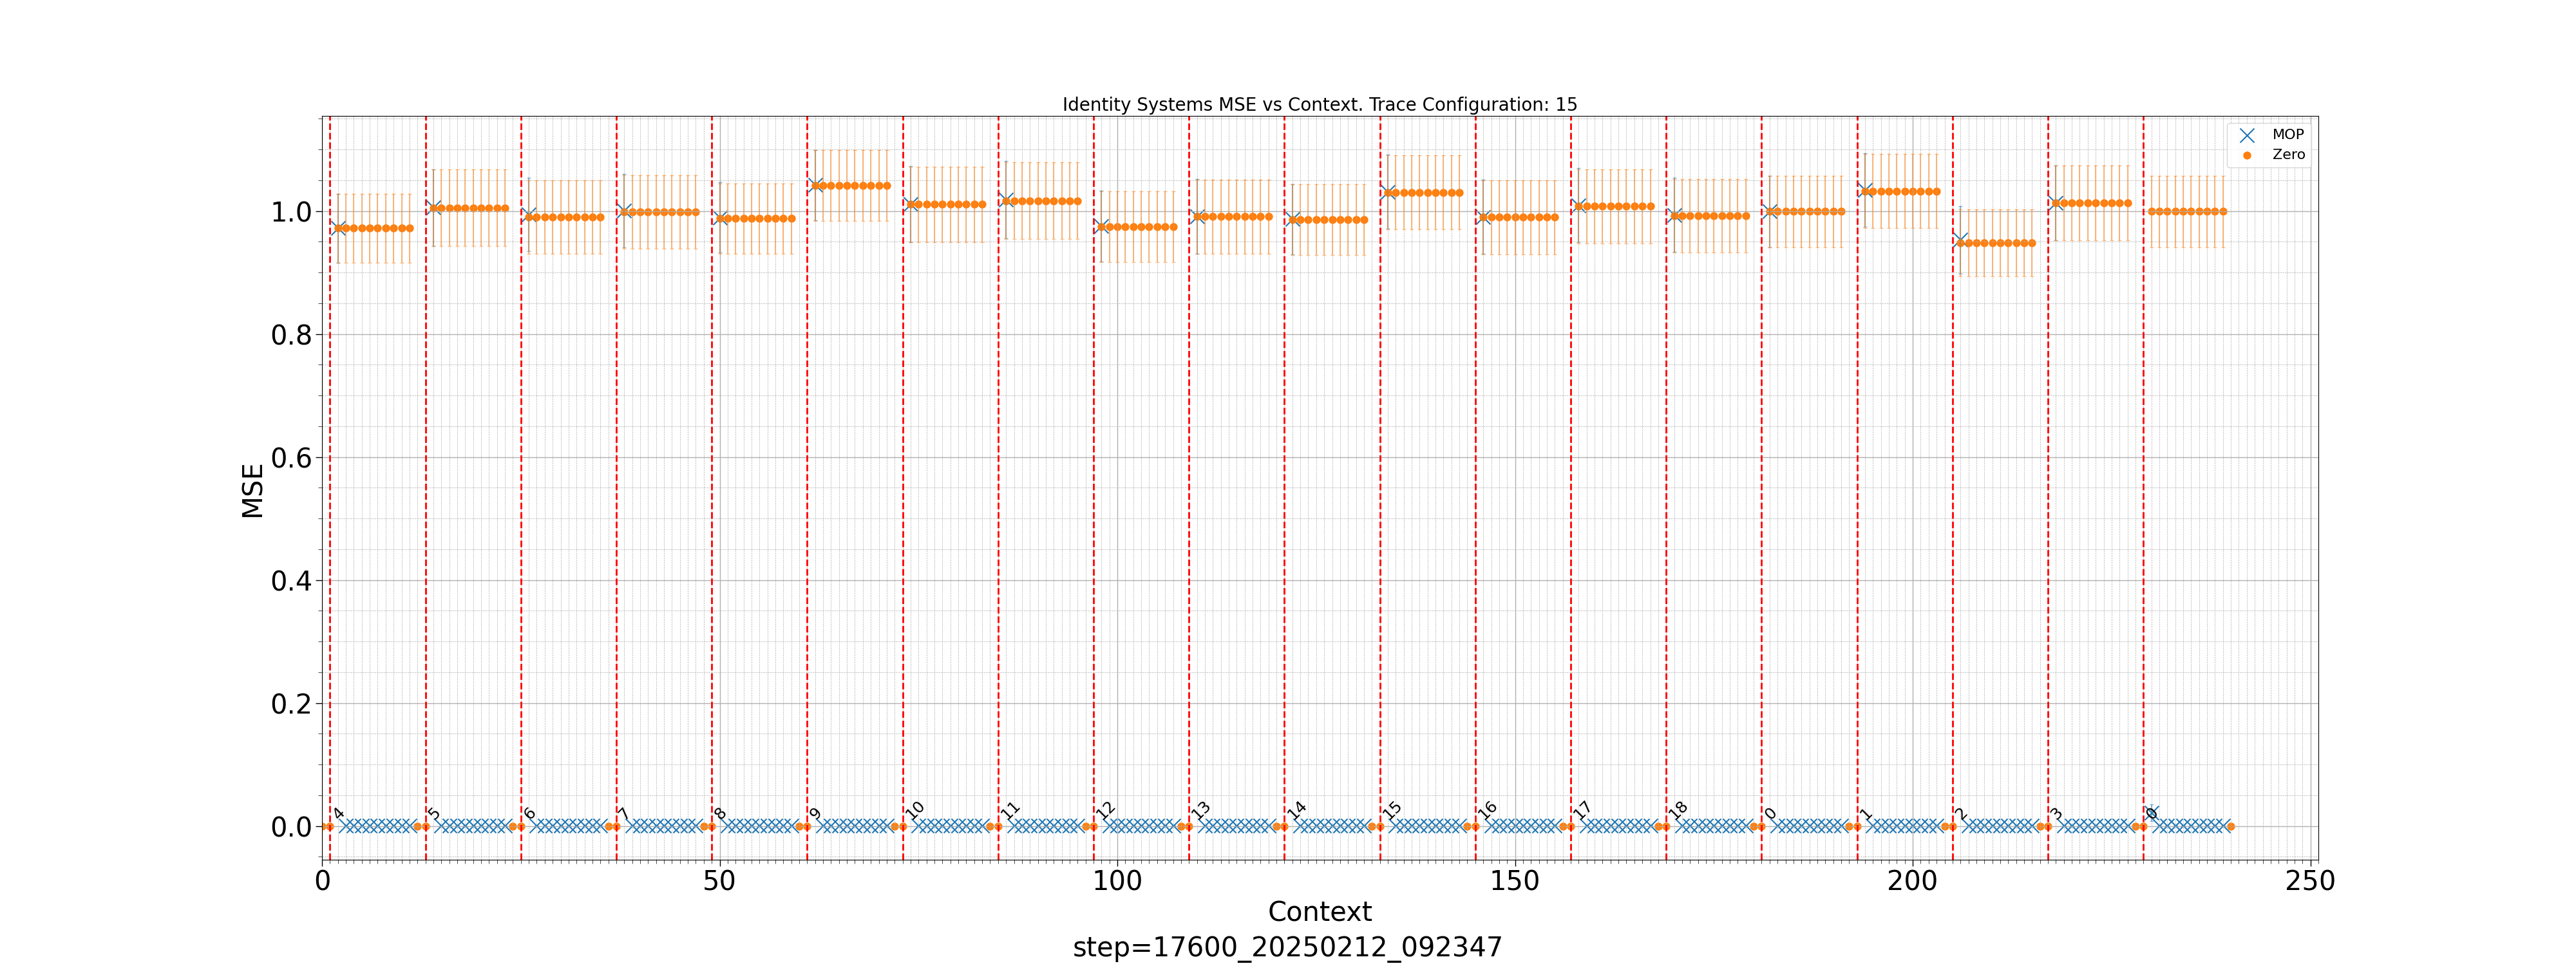 Identity Systems MSE vs Context. Trace Configuration: 15
MOP
Zero
1.0
0.8
0.6
0.4
0.2
0.0
MSE
4 5 6 7 8 9 10 11 12 13 14 15 16 17 18 0 1 2 3 0
0 50 100 150 200 250
Context
step=17600_20250212_092347